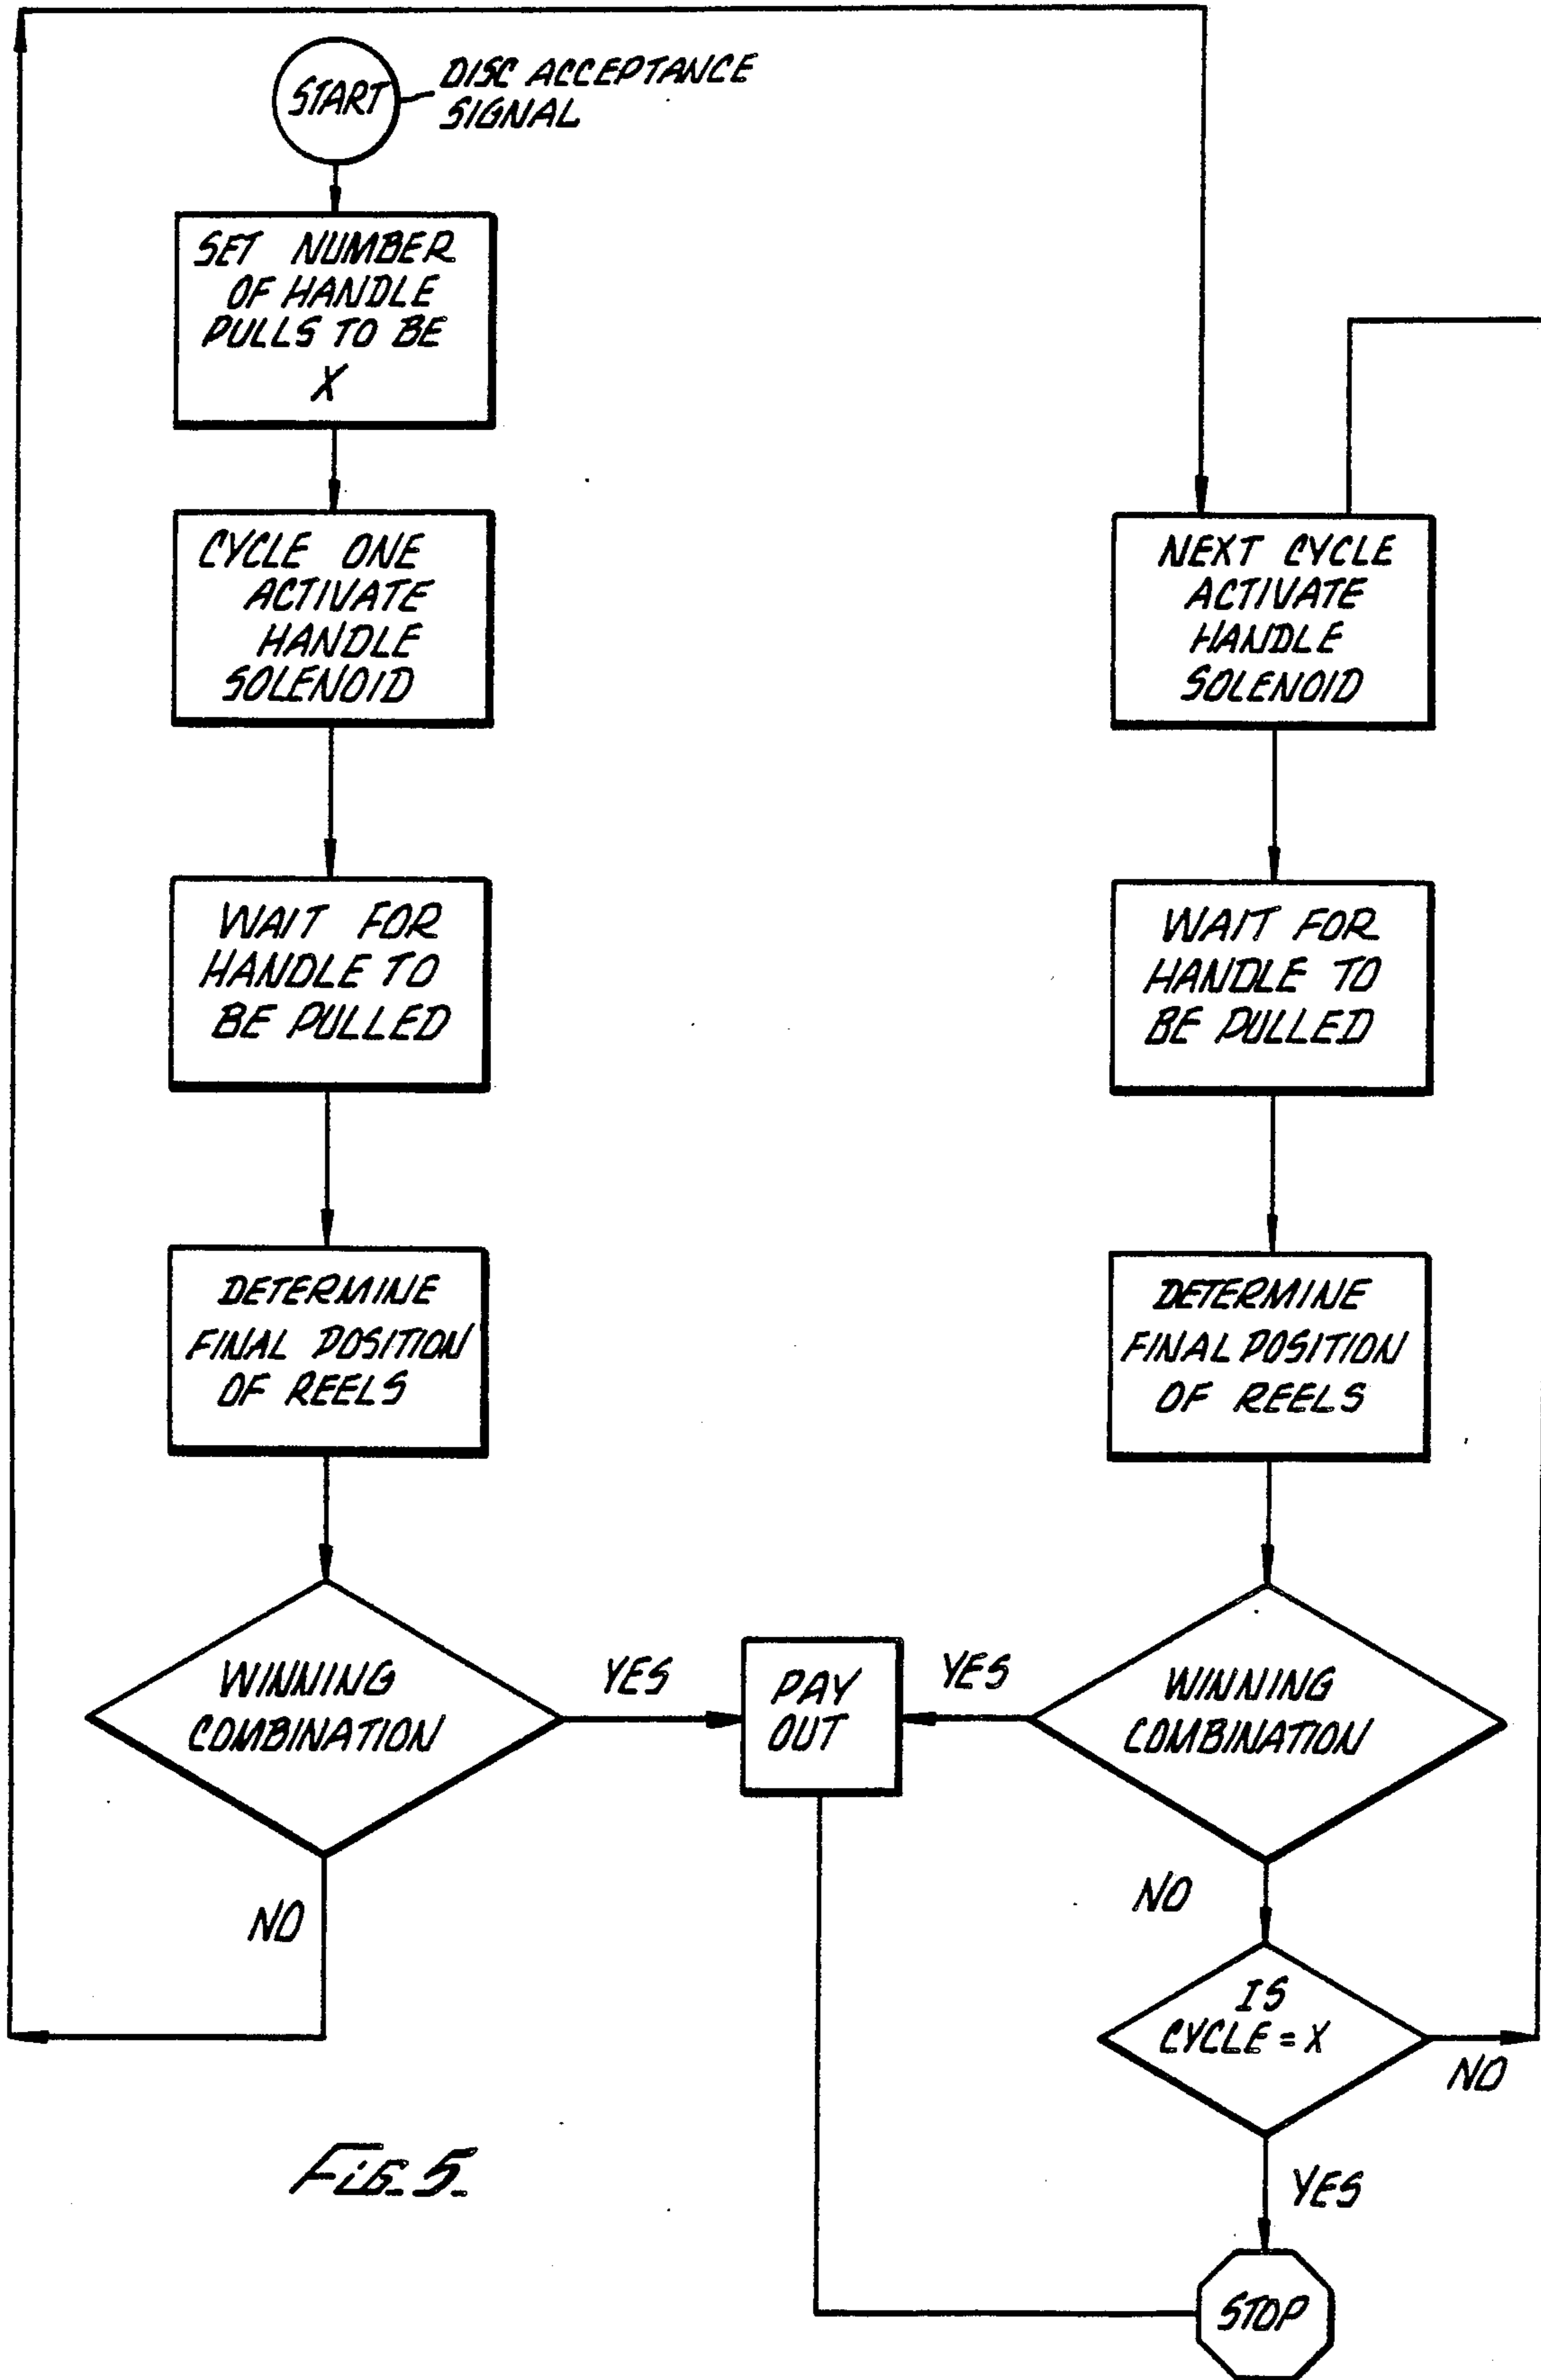 START
DISC ACCEPTANCE
SIGNAL
SET NUMBER
OF HANDLE
PULLS TO BE
X
CYCLE ONE
ACTIVATE
HANDLE
SOLENOID
WAIT FOR
HANDLE TO
BE PULLED
DETERMINE
FINAL POSITION
OF REELS
WINNING
COMBINATION
YES
NO
PAY
OUT
NEXT CYCLE
ACTIVATE
HANDLE
SOLENOID
WAIT FOR
HANDLE TO
BE PULLED
DETERMINE
FINAL POSITION
OF REELS
WINNING
COMBINATION
YES
NO
IS
CYCLE = X
NO
YES
STOP
FIG. 5.